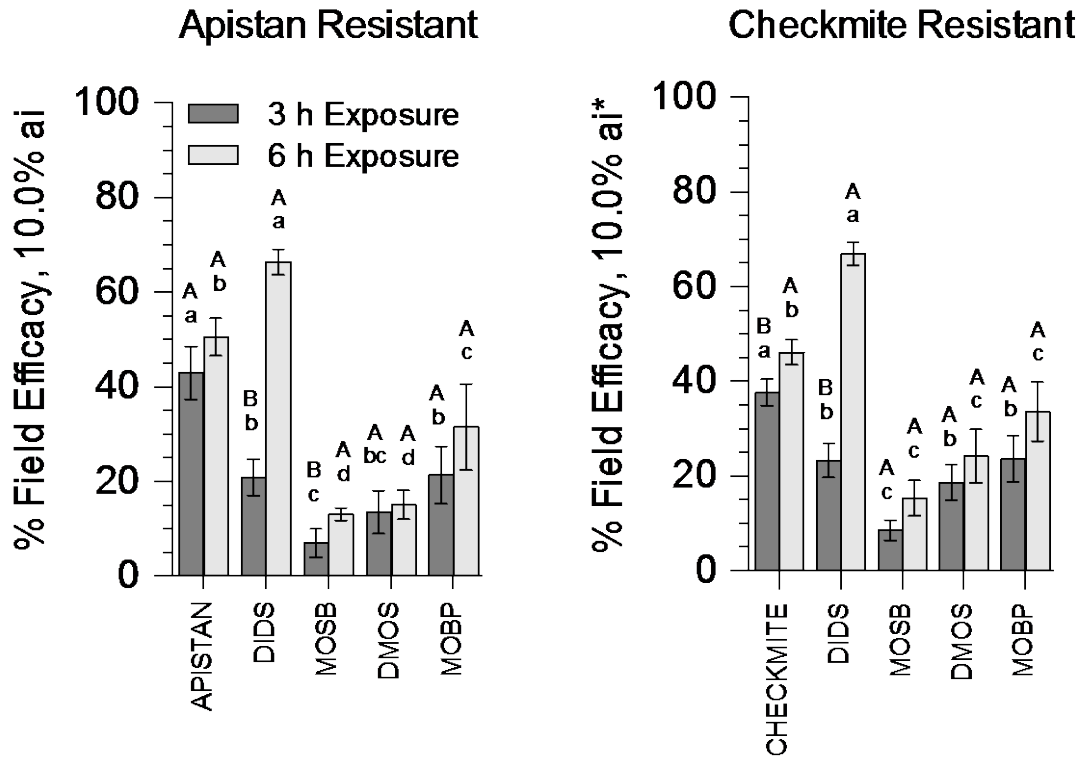 Apistan Resistant
% Field Efficacy, 10.0% ai
100
80
60
40
20
0
3 h Exposure
6 h Exposure
A
a
A
b
B
b
A
a
B
c
A
d
A
bc
A
d
A
b
A
c
APISTAN
DIDS
MOSB
DMOS
MOBP
Checkmite Resistant
% Field Efficacy, 10.0% ai*
100
80
60
40
20
0
B
a
A
b
B
b
A
a
A
c
A
c
A
b
A
c
A
b
A
c
CHECKMITE
DIDS
MOSB
DMOS
MOBP